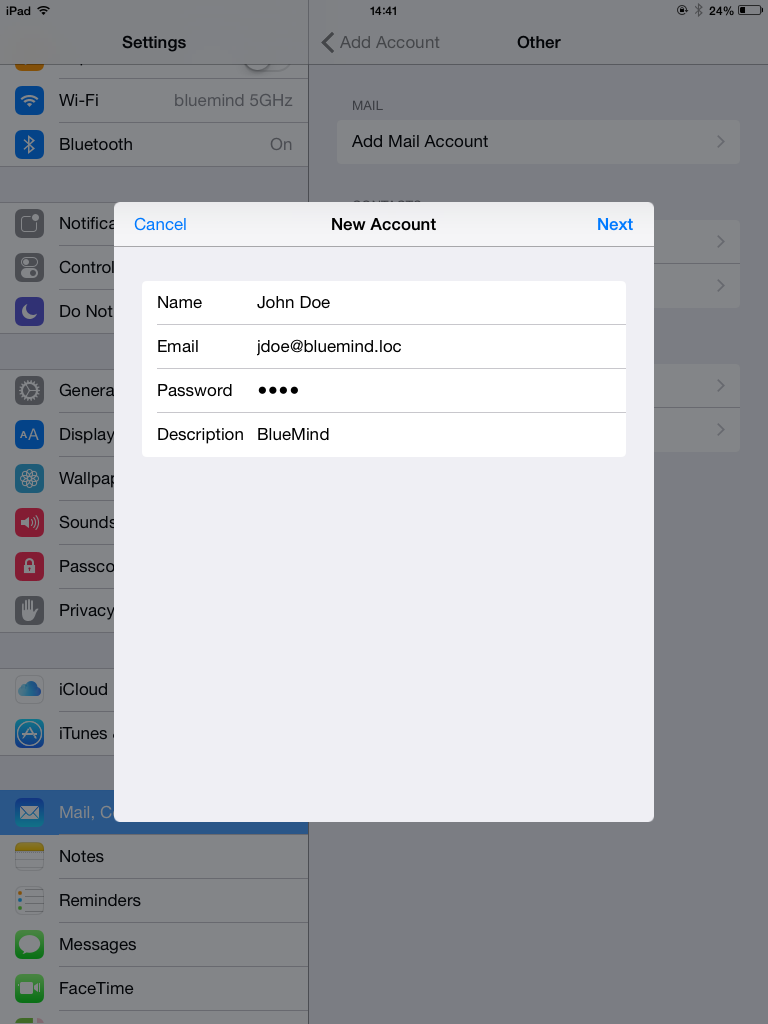 iPad 14:41 24%
Settings
Add Account Other
Wi-Fi bluemind 5GHz
Bluetooth On
Notifica
Control
Do Not
Genera
Display
Wallpap
Sounds
Passco
Privacy
iCloud
iTunes
Mail, C
Notes
Reminders
Messages
FaceTime
MAIL
Add Mail Account
Cancel New Account Next
Name John Doe
Email jdoe@bluemind.loc
Password ●●●●
Description BlueMind